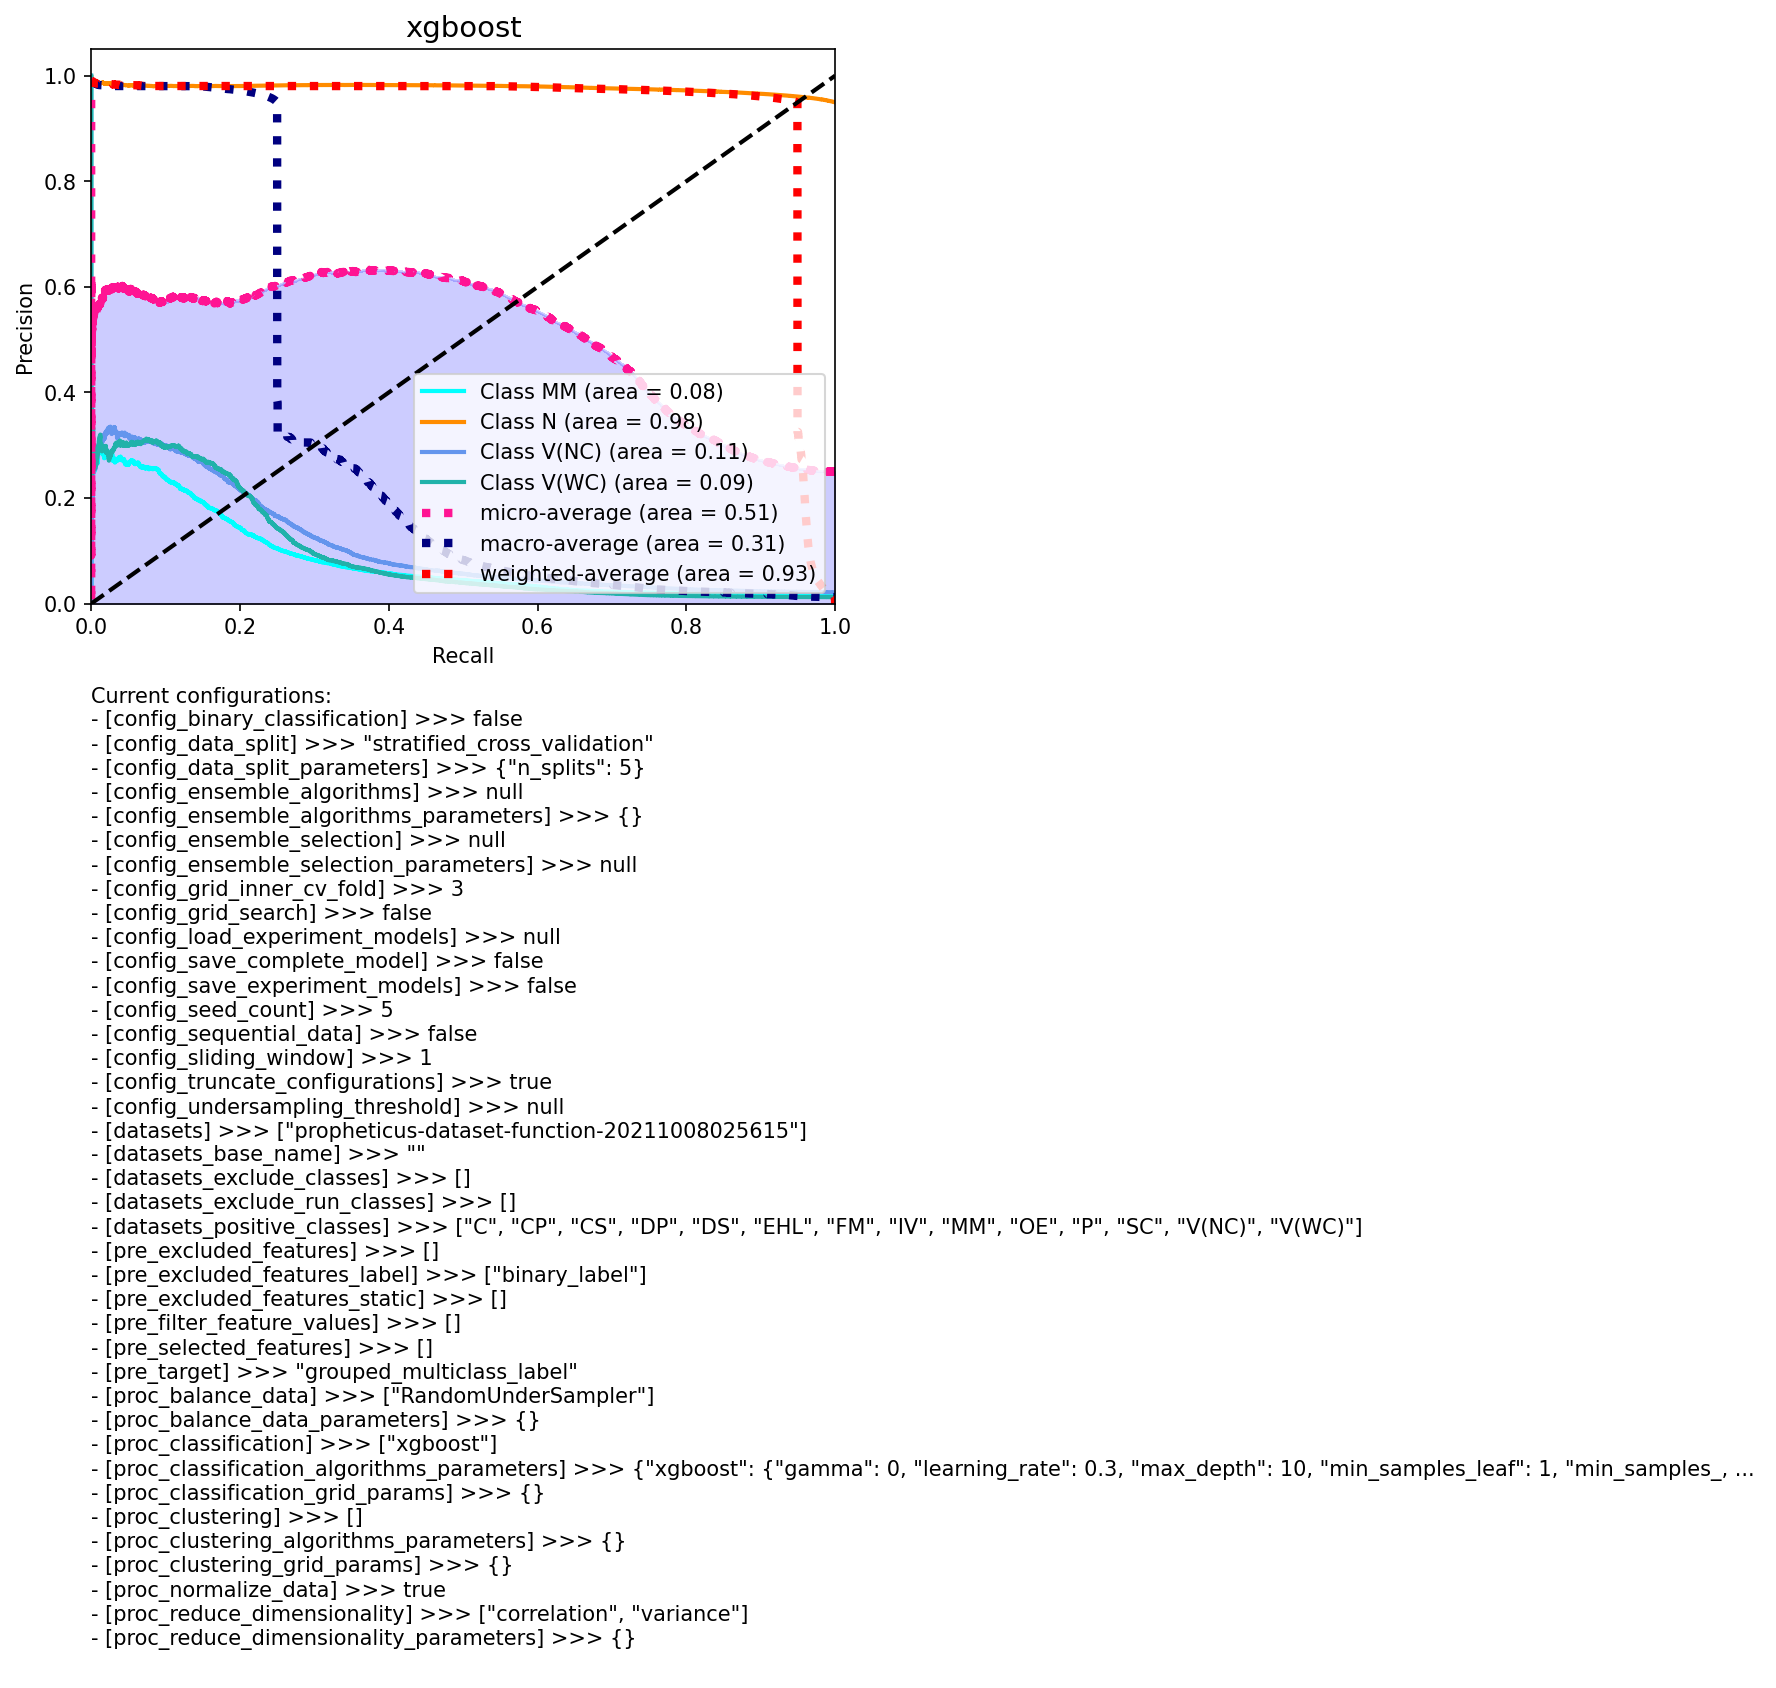 xgboost
1.0
0.8
0.6
0.4
0.2
0.0
Precision
Class MM (area = 0.08)
Class N (area = 0.98)
Class V(NC) (area = 0.11)
Class V(WC) (area = 0.09)
micro-average (area = 0.51)
macro-average (area = 0.31)
weighted-average (area = 0.93)
0.0 0.2 0.4 0.6 0.8 1.0
Recall
Current configurations:
- [config_binary_classification] >>> false
- [config_data_split] >>> "stratified_cross_validation"
- [config_data_split_parameters] >>> {"n_splits": 5}
- [config_ensemble_algorithms] >>> null
- [config_ensemble_algorithms_parameters] >>> {}
- [config_ensemble_selection] >>> null
- [config_ensemble_selection_parameters] >>> null
- [config_grid_inner_cv_fold] >>> 3
- [config_grid_search] >>> false
- [config_load_experiment_models] >>> null
- [config_save_complete_model] >>> false
- [config_save_experiment_models] >>> false
- [config_seed_count] >>> 5
- [config_sequential_data] >>> false
- [config_sliding_window] >>> 1
- [config_truncate_configurations] >>> true
- [config_undersampling_threshold] >>> null
- [datasets] >>> ["propheticus-dataset-function-20211008025615"]
- [datasets_base_name] >>> ""
- [datasets_exclude_classes] >>> []
- [datasets_exclude_run_classes] >>> []
- [datasets_positive_classes] >>> ["C", "CP", "CS", "DP", "DS", "EHL", "FM", "IV", "MM", "OE", "P", "SC", "V(NC)", "V(WC)"]
- [pre_excluded_features] >>> []
- [pre_excluded_features_label] >>> ["binary_label"]
- [pre_excluded_features_static] >>> []
- [pre_filter_feature_values] >>> []
- [pre_selected_features] >>> []
- [pre_target] >>> "grouped_multiclass_label"
- [proc_balance_data] >>> ["RandomUnderSampler"]
- [proc_balance_data_parameters] >>> {}
- [proc_classification] >>> ["xgboost"]
- [proc_classification_algorithms_parameters] >>> {"xgboost": {"gamma": 0, "learning_rate": 0.3, "max_depth": 10, "min_samples_leaf": 1, "min_samples_, ...
- [proc_classification_grid_params] >>> {}
- [proc_clustering] >>> []
- [proc_clustering_algorithms_parameters] >>> {}
- [proc_clustering_grid_params] >>> {}
- [proc_normalize_data] >>> true
- [proc_reduce_dimensionality] >>> ["correlation", "variance"]
- [proc_reduce_dimensionality_parameters] >>> {}